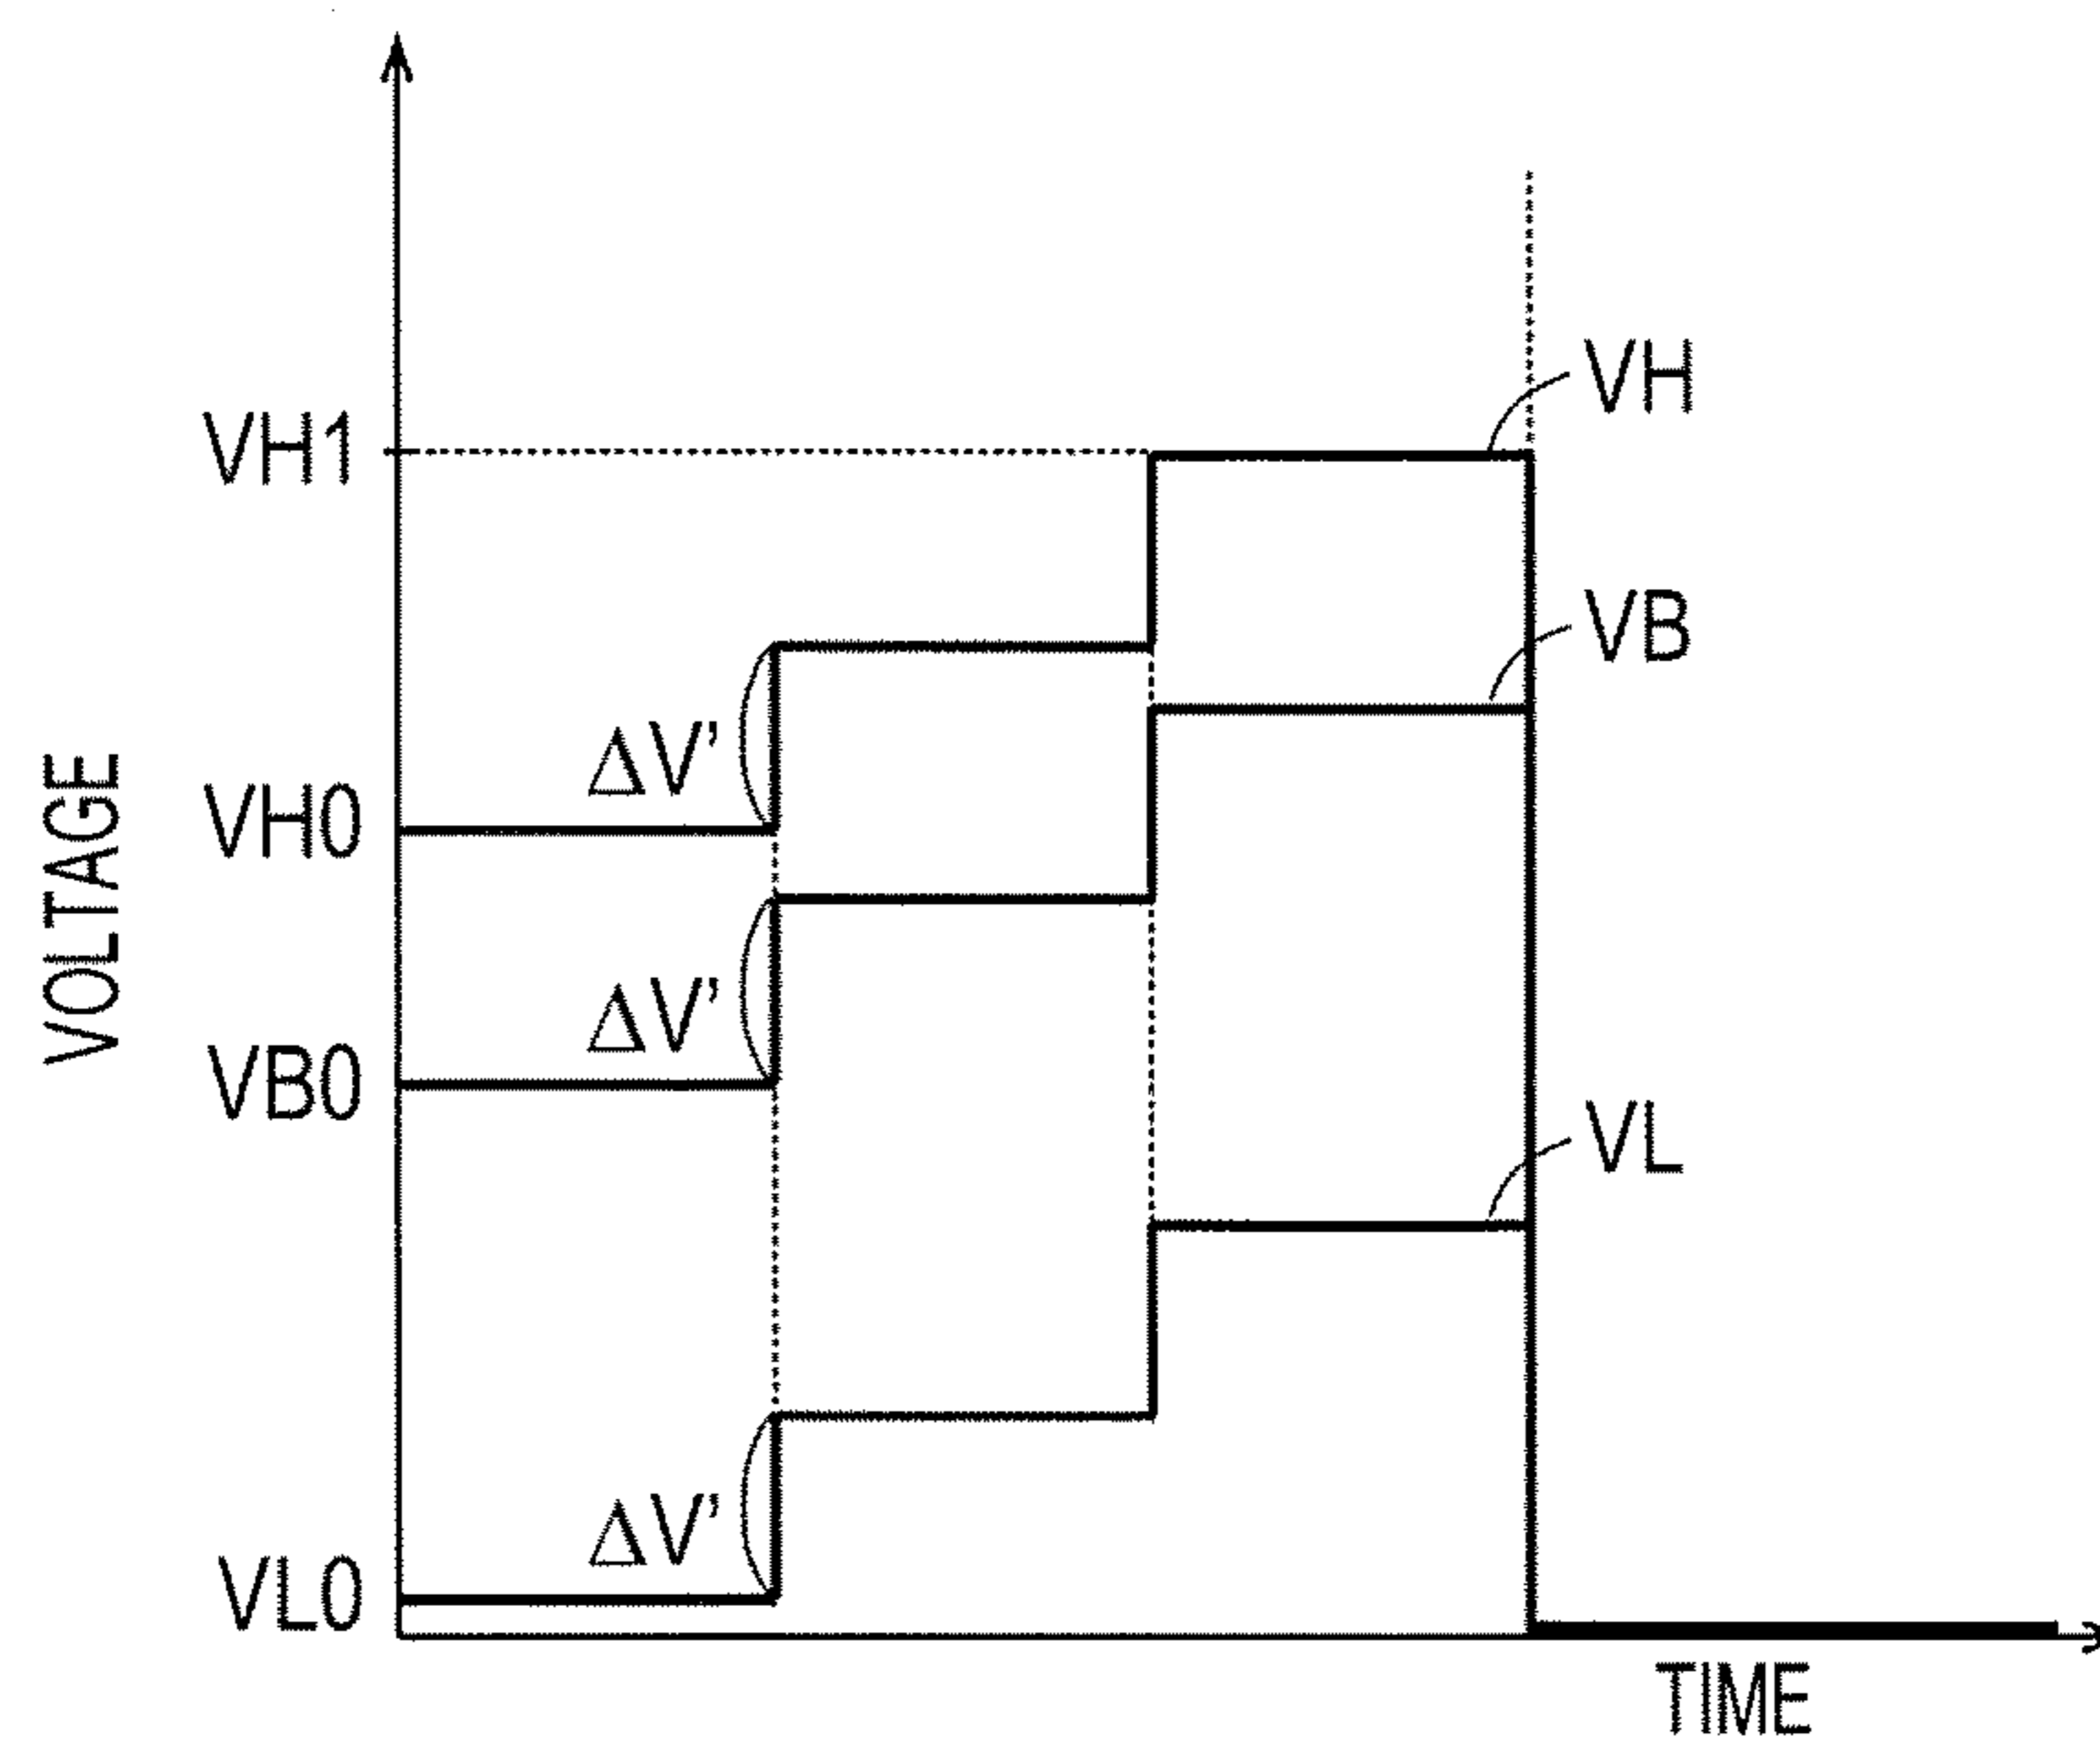 VH
VH1
VB
ΔV’
VH0
VOLTAGE
ΔV’
VB0
VL
ΔV’
VL0
TIME